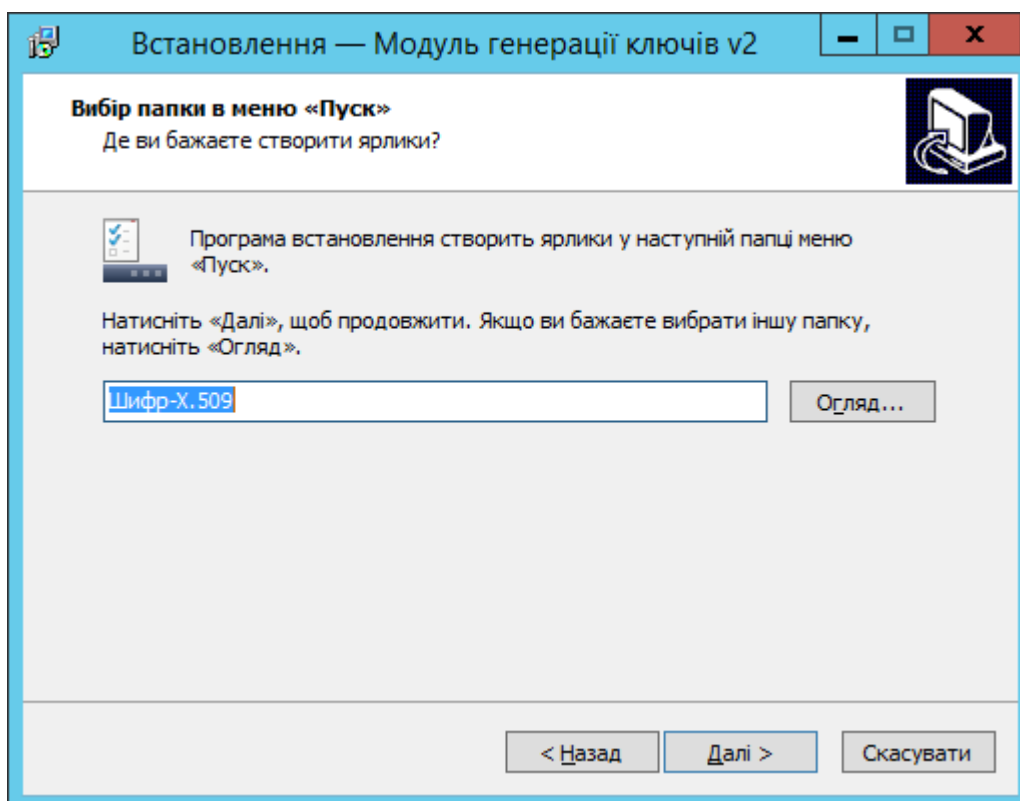 Встановлення — Модуль генерації ключів v2
Вибір папки в меню «Пуск»
Де ви бажаєте створити ярлики?
Програма встановлення створить ярлики у наступній папці меню
«Пуск».
Натисніть «Далі», щоб продовжити. Якщо ви бажаєте вибрати іншу папку,
натисніть «Огляд».
Шифр-X.509
Огляд...
< Назад
Далі >
Скасувати